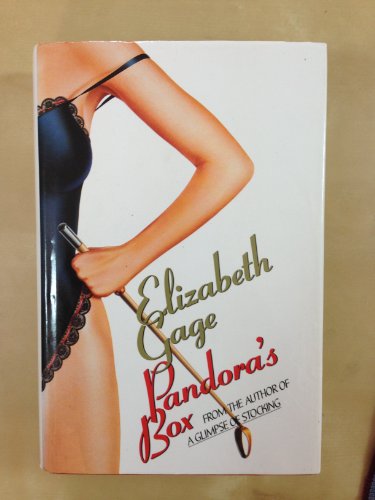 Elizabeth
Gage
Pandora's
Box
FROM THE AUTHOR OF
A GLIMPSE OF STOCKING